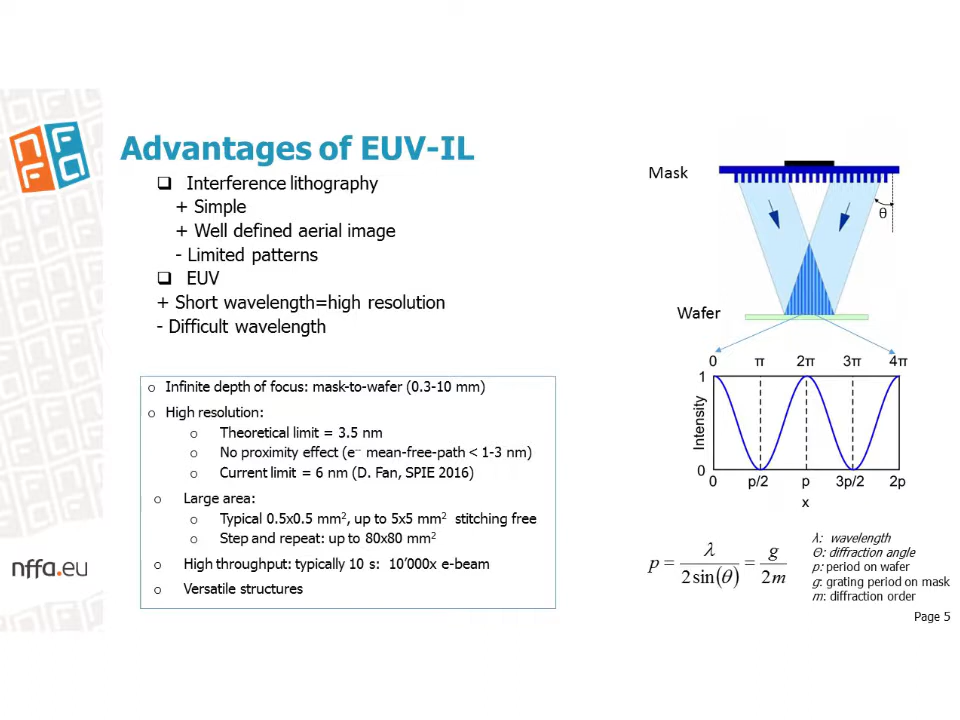 Advantages of EUV-IL
❑ Interference lithography
+ Simple
+ Well defined aerial image
- Limited patterns
❑ EUV
+ Short wavelength=high resolution
- Difficult wavelength
o Infinite depth of focus: mask-to-wafer (0.3-10 mm)
o High resolution:
o Theoretical limit = 3.5 nm
o No proximity effect (e⁻ mean-free-path < 1-3 nm)
o Current limit = 6 nm (D. Fan, SPIE 2016)
o Large area:
o Typical 0.5x0.5 mm², up to 5x5 mm² stitching free
o Step and repeat: up to 80x80 mm²
o High throughput: typically 10 s: 10'000x e-beam
o Versatile structures
Mask
θ
Wafer
0 π 2π 3π 4π
1
Intensity
0
0 p/2 p 3p/2 2p
x
p = λ / 2sin(θ) = g / 2m
λ: wavelength
Θ: diffraction angle
p: period on wafer
g: grating period on mask
m: diffraction order
Page 5
nffa.eu